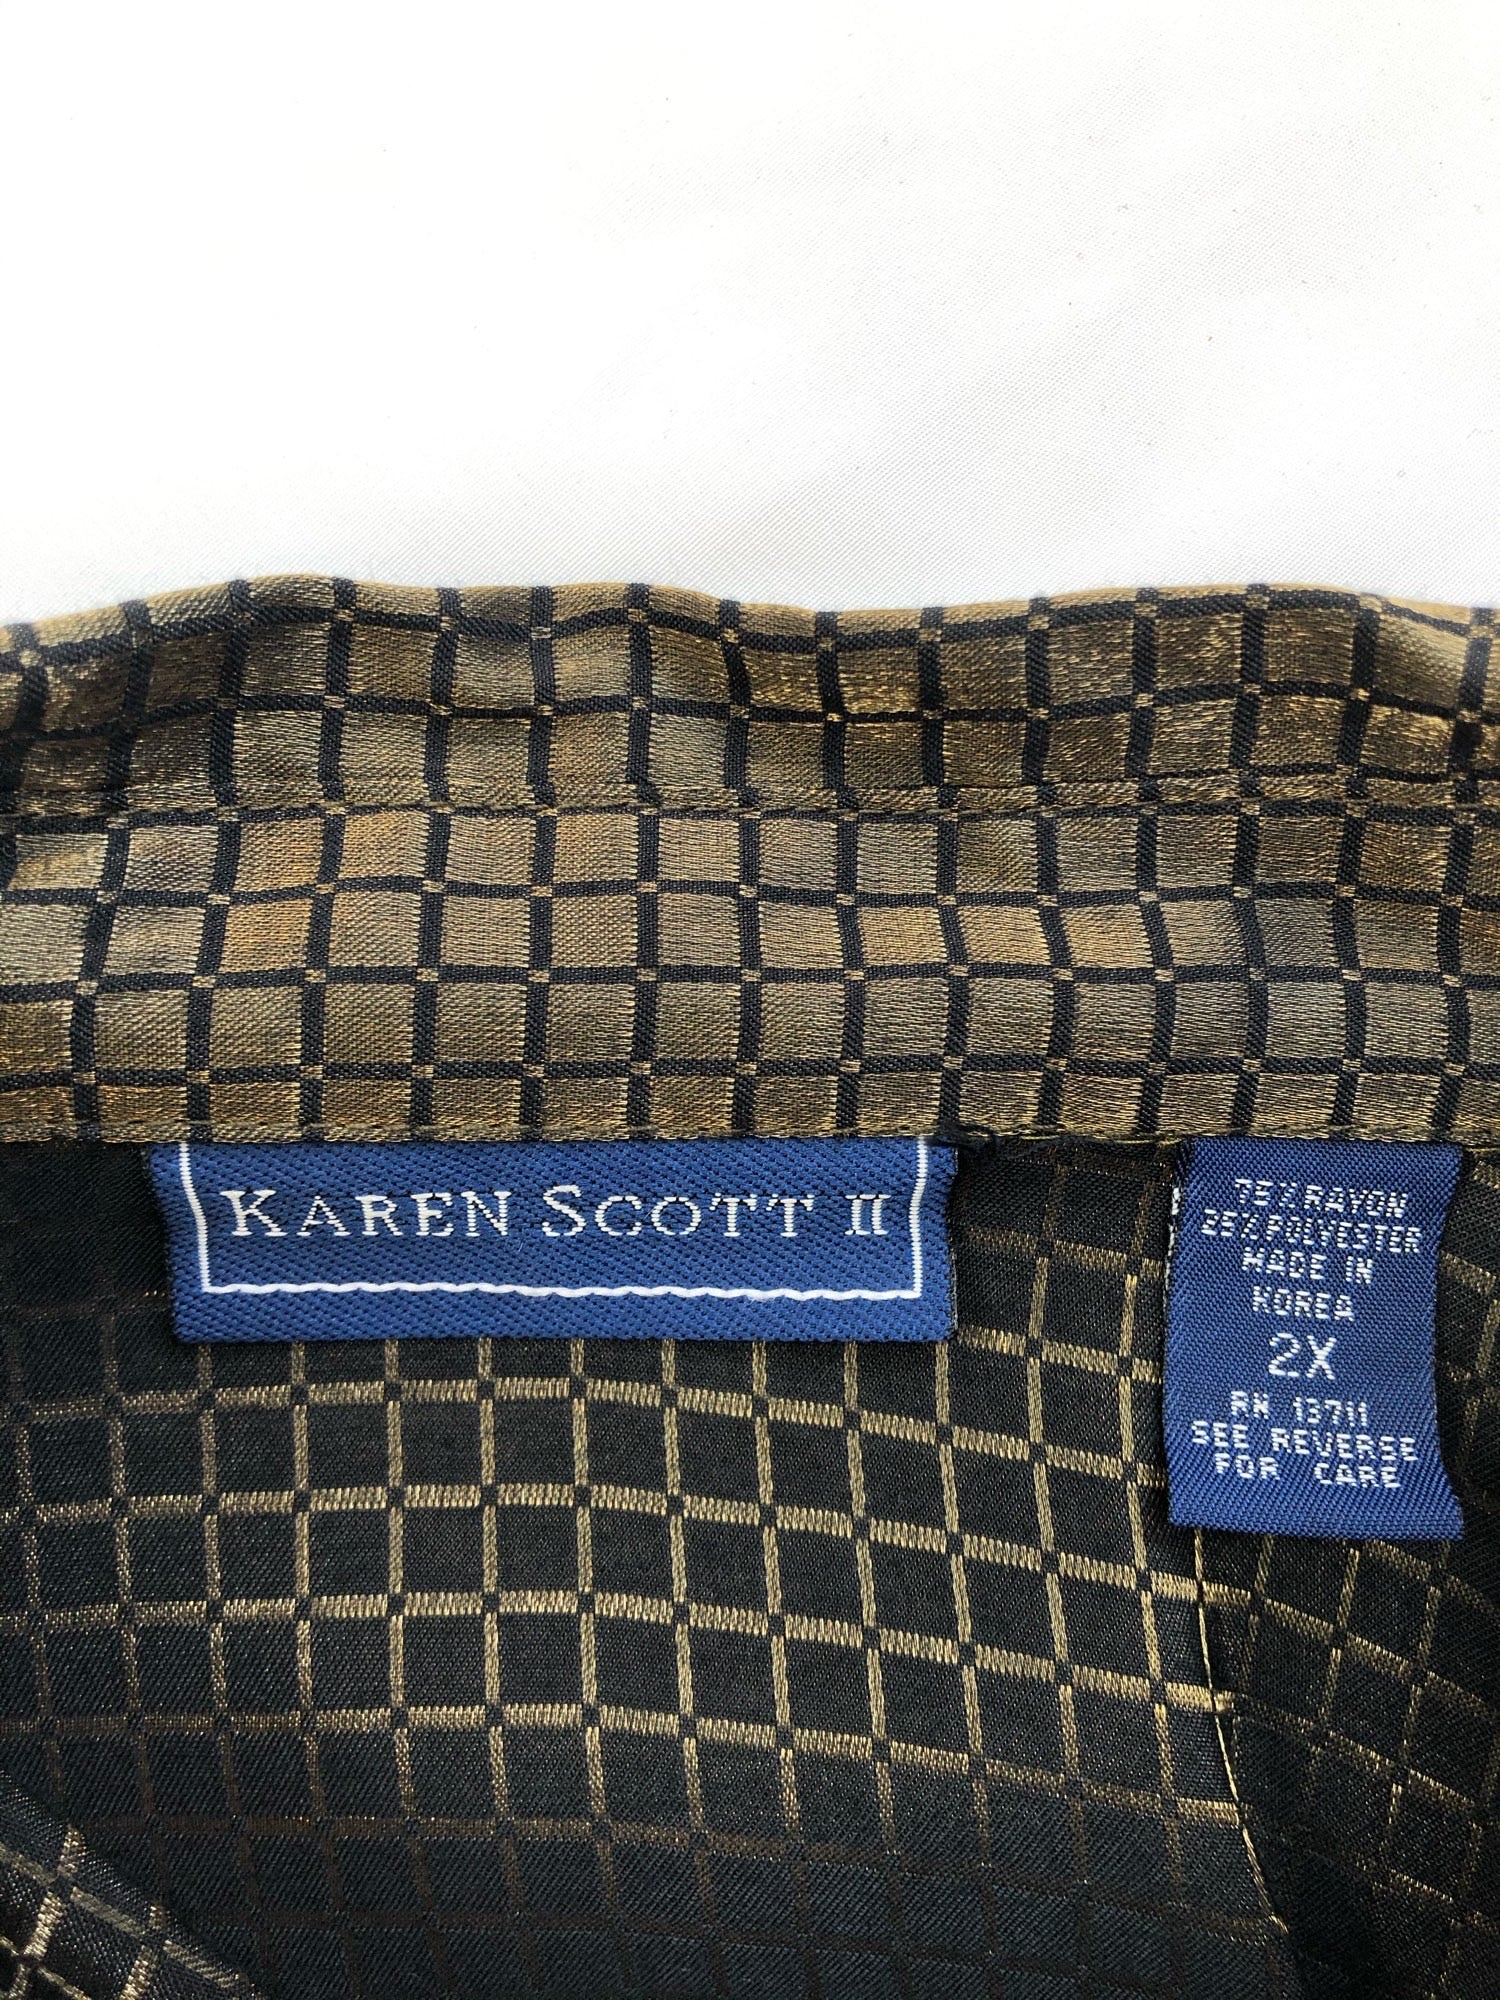 KAREN SCOTT II
75% RAYON
25% POLYESTER
MADE IN
KOREA
2X
RN 13711
SEE REVERSE
FOR CARE